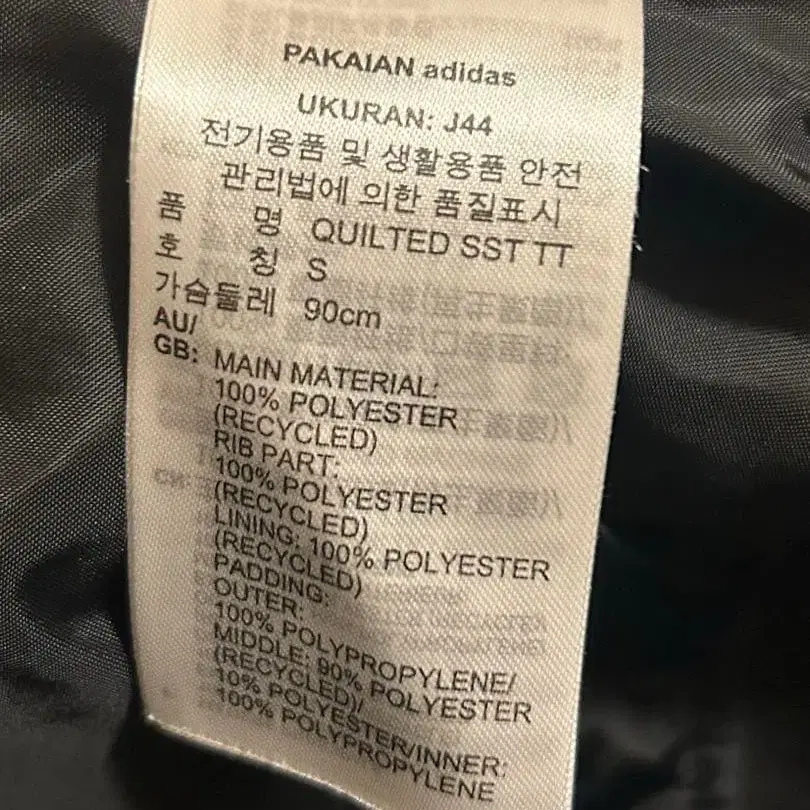 PAKAIAN adidas
UKURAN: J44
전기용품 및 생활용품 안전
관리법에 의한 품질표시
품 명 QUILTED SST TT
호 칭 S
가슴둘레 90cm
AU/
GB: MAIN MATERIAL:
100% POLYESTER
(RECYCLED)
RIB PART:
100% POLYESTER
(RECYCLED)
LINING: 100% POLYESTER
(RECYCLED)
PADDING:
OUTER:
100% POLYPROPYLENE/
MIDDLE: 90% POLYESTER
(RECYCLED)/
10% POLYESTER/INNER:
100% POLYPROPYLENE